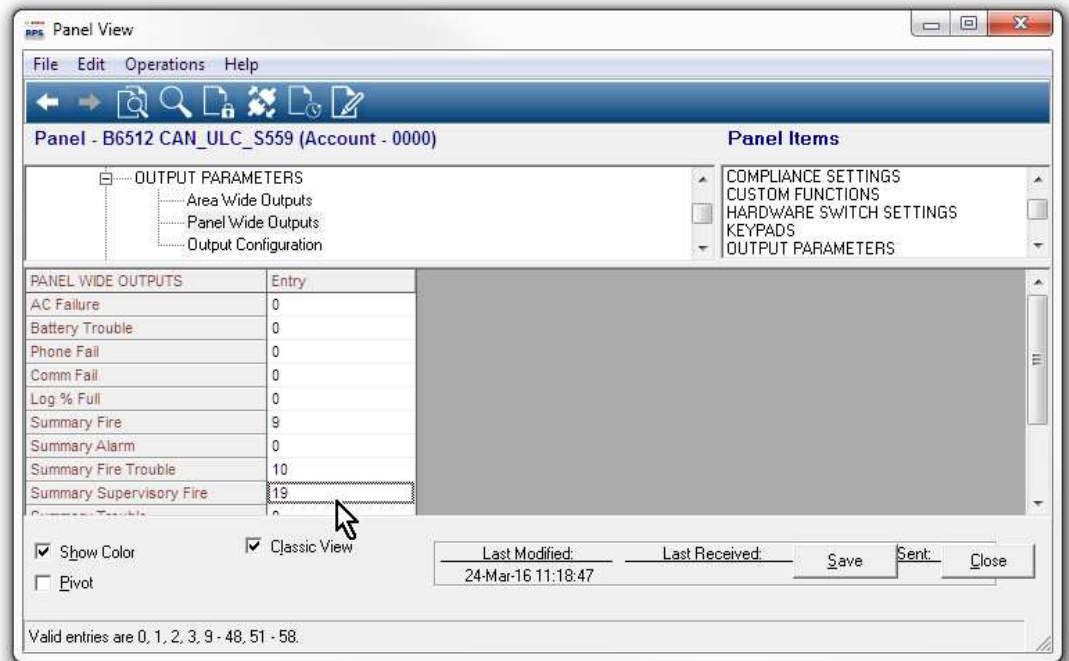 RPS Panel View
File Edit Operations Help
Panel - B6512 CAN_ULC_S559 (Account - 0000)
Panel Items
OUTPUT PARAMETERS
Area Wide Outputs
Panel Wide Outputs
Output Configuration
COMPLIANCE SETTINGS
CUSTOM FUNCTIONS
HARDWARE SWITCH SETTINGS
KEYPADS
OUTPUT PARAMETERS
PANEL WIDE OUTPUTS Entry
AC Failure 0
Battery Trouble 0
Phone Fail 0
Comm Fail 0
Log % Full 0
Summary Fire 9
Summary Alarm 0
Summary Fire Trouble 10
Summary Supervisory Fire 19
Summary Trouble 0
Show Color
Classic View
Pivot
Last Modified: Last Received: Sent:
24-Mar-16 11:18:47
Save
Close
Valid entries are 0, 1, 2, 3, 9 - 48, 51 - 58.